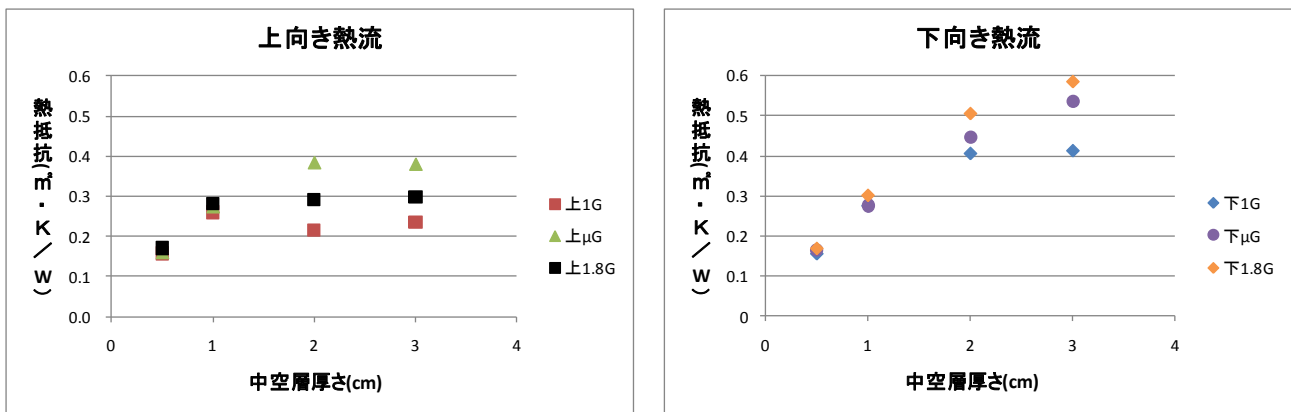 上向き熱流
熱抵抗(㎡・K/W)
0.6
0.5
0.4
0.3
0.2
0.1
0.0
0 1 2 3 4
中空層厚さ(cm)
上1G
上μG
上1.8G
下向き熱流
熱抵抗(㎡・K/W)
0.6
0.5
0.4
0.3
0.2
0.1
0
0 1 2 3 4
中空層厚さ(cm)
下1G
下μG
下1.8G